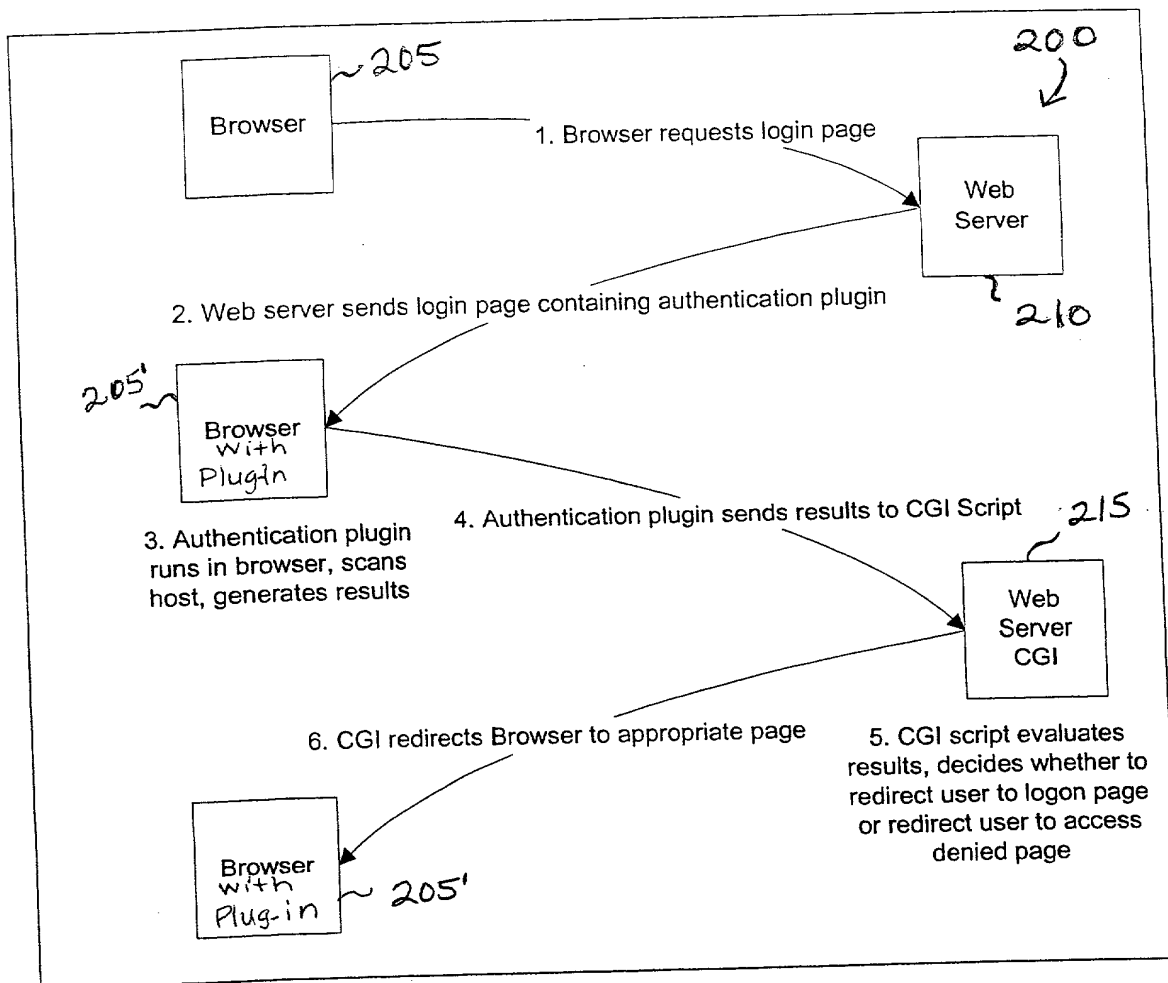 200
205
Browser
1. Browser requests login page
Web
Server
210
2. Web server sends login page containing authentication plugin
205'
Browser
with
Plug-In
3. Authentication plugin
runs in browser, scans
host, generates results
4. Authentication plugin sends results to CGI Script
215
Web
Server
CGI
5. CGI script evaluates
results, decides whether to
redirect user to logon page
or redirect user to access
denied page
6. CGI redirects Browser to appropriate page
Browser
with
Plug-in
205'